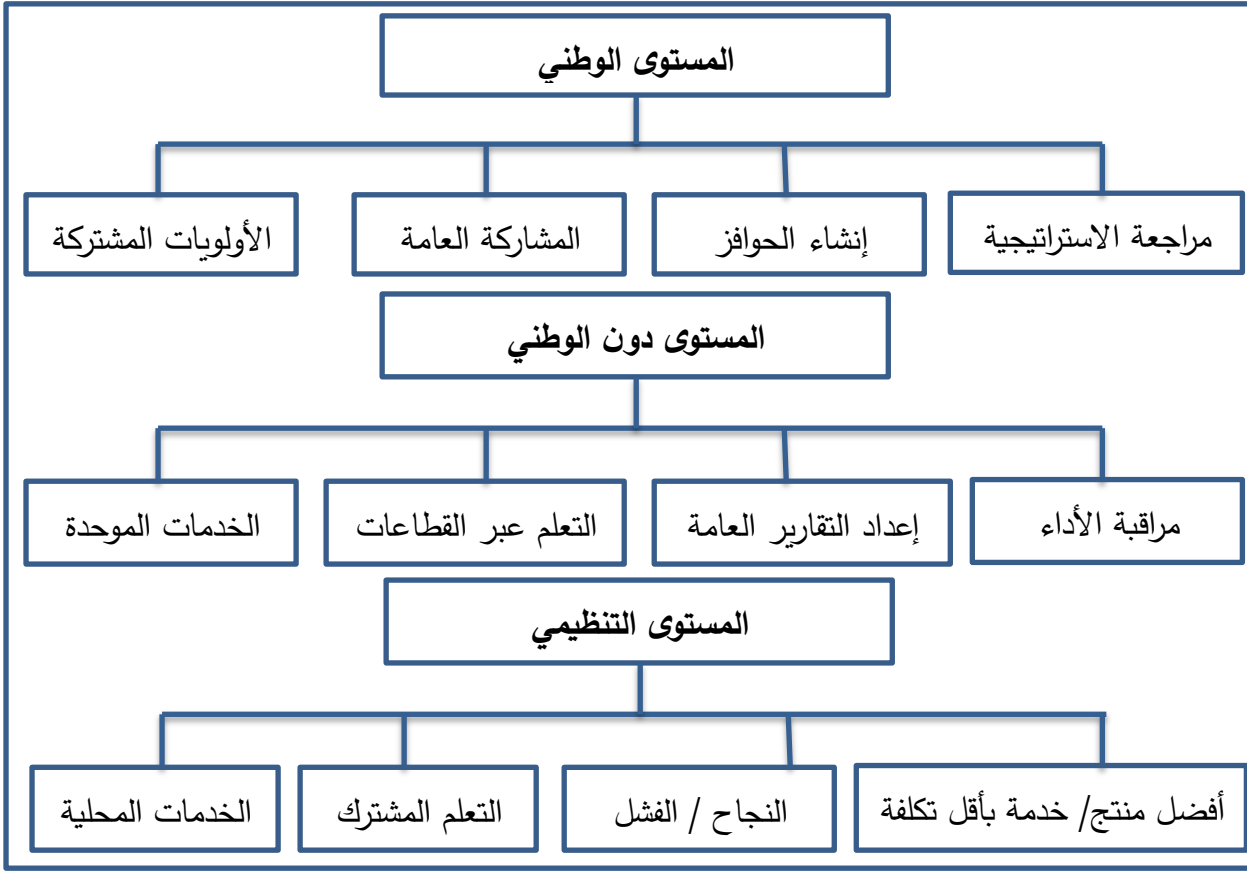 المستوى الوطني
مراجعة الاستراتيجية
إنشاء الحوافز
المشاركة العامة
الأولويات المشتركة
المستوى دون الوطني
مراقبة الأداء
إعداد التقارير العامة
التعلم عبر القطاعات
الخدمات الموحدة
المستوى التنظيمي
أفضل منتج/ خدمة بأقل تكلفة
النجاح / الفشل
التعلم المشترك
الخدمات المحلية